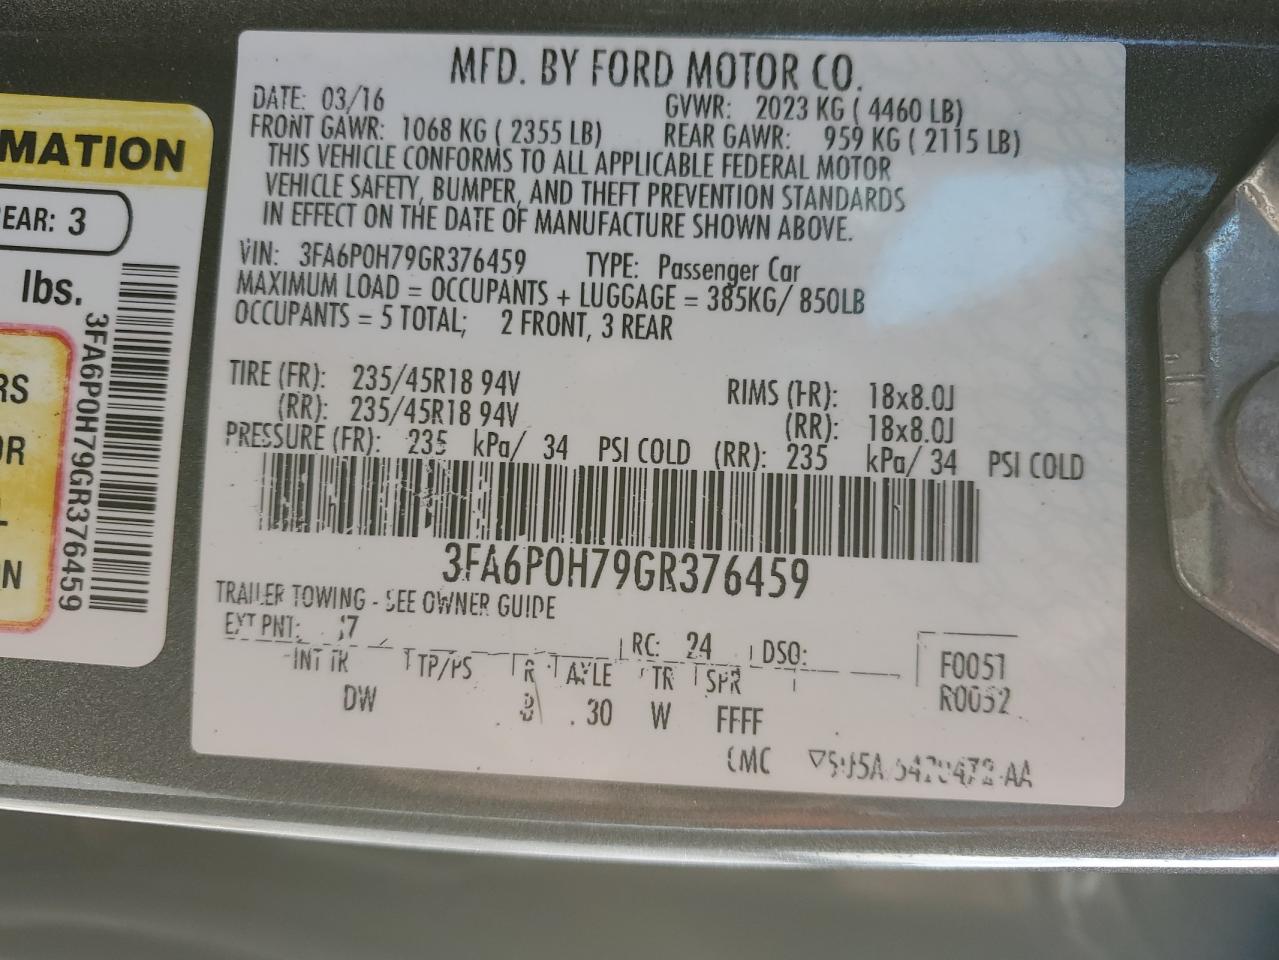 MFD. BY FORD MOTOR CO.
DATE: 03/16 GVWR: 2023 KG ( 4460 LB)
FRONT GAWR: 1068 KG ( 2355 LB) REAR GAWR: 959 KG ( 2115 LB)
THIS VEHICLE CONFORMS TO ALL APPLICABLE FEDERAL MOTOR
VEHICLE SAFETY, BUMPER, AND THEFT PREVENTION STANDARDS
IN EFFECT ON THE DATE OF MANUFACTURE SHOWN ABOVE.
VIN: 3FA6P0H79GR376459 TYPE: Passenger Car
MAXIMUM LOAD = OCCUPANTS + LUGGAGE = 385KG/ 850LB
OCCUPANTS = 5 TOTAL; 2 FRONT, 3 REAR
TIRE (FR): 235/45R18 94V RIMS (FR): 18x8.0J
(RR): 235/45R18 94V (RR): 18x8.0J
PRESSURE (FR): 235 kPa/ 34 PSI COLD (RR): 235 kPa/ 34 PSI COLD
3FA6P0H79GR376459
TRAILER TOWING - SEE OWNER GUIDE
EXT PNT: RC: 24 DSO:
INT TR TP/PS R AXLE TR SPR F0051
DW 30 W FFFF R0052
MATION
EAR: 3
lbs.
3FA6P0H79GR376459
RS
OR
L
N